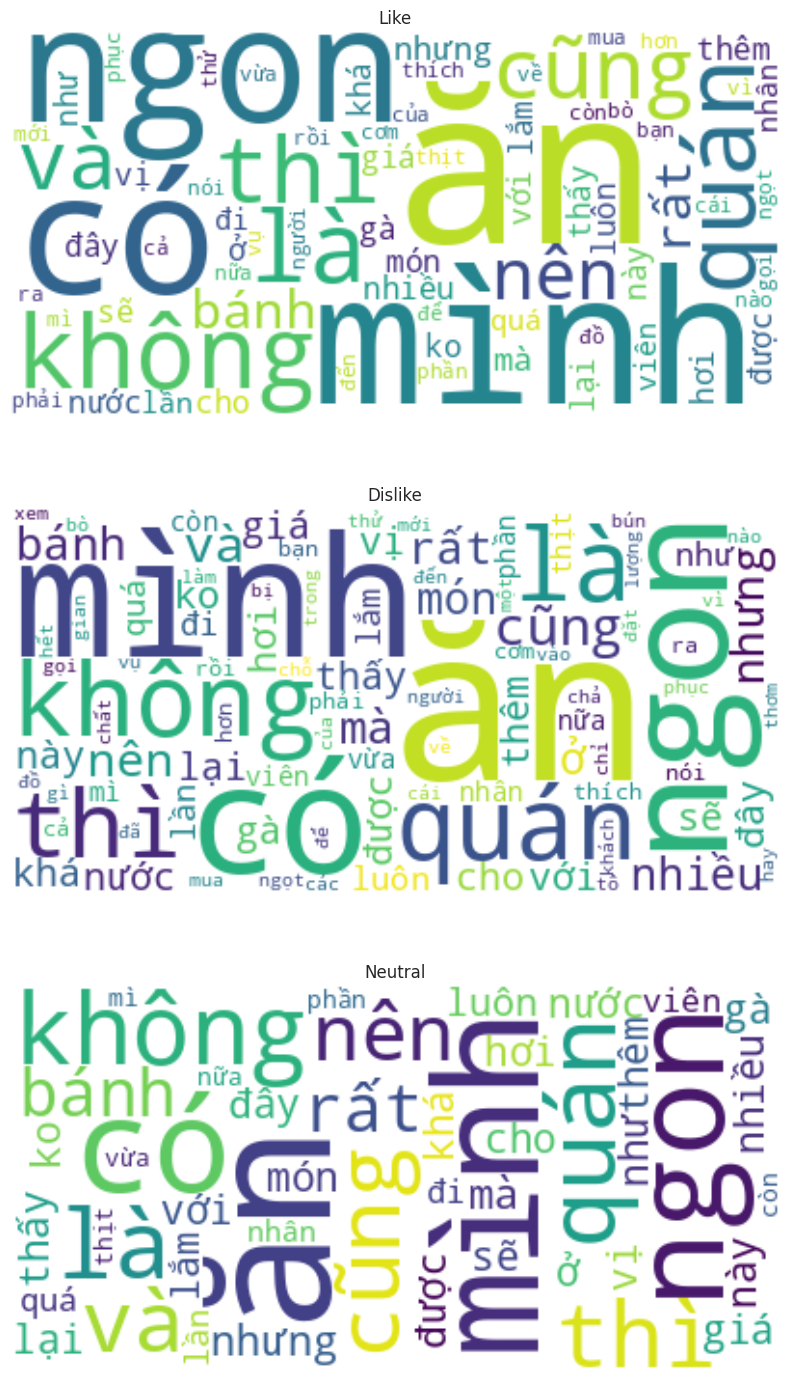 Like
ngon nhưng cũng mua hơn thêm
phục thử vừa khá thích về vì nhân
như của còn bò bạn
mới và vị thì rồi cơm giá thịt ăn với lắm rất quán
nói thấy luôn cái ngọt
có đây cả đi ở vụ là người gà
nữa món nên này gọi
ra mì sẽ bánh nhiều để quá nào
không mình đến ko phần mà đồ viên hơi được
phải nước lần cho lại
Dislike
xem bò còn giá thử mới vị rất phần thịt bún nào
bánh và bạn là lượng như
mình quá làm ko lắm đến món một cũng đặt vì nhưng
hết gian đi hơi bị trong ngon
gọi vụ rồi chỗ thấy cơm vào ra
không chất hơn phải của mà người ăn thêm chả nữa phục thơm
này nên lại viên vừa về ở chỉ nói
đồ gì mì lần được cái nhân thích sẽ đây
thì cả đã có gà để quán khách
khá nước mua ngọt các luôn cho với tô nhiều hay
Neutral
không mì phần nên luôn nước viên gà
bánh nữa đây rất khá hơi mình quán như thêm ngon nhiều
ko có vừa món cũng cho
thấy là thịt với ăn đi mà còn
lắm nhân được sẽ ở vị này
quá và lần nhưng thì giá
lại